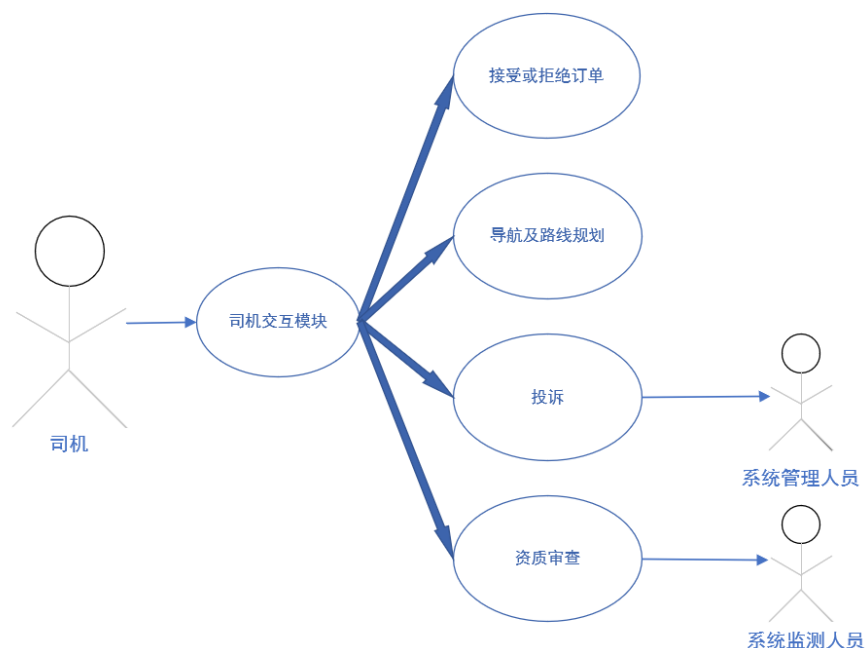 接受或拒绝订单
导航及路线规划
司机交互模块
投诉
司机
系统管理人员
资质审查
系统监测人员